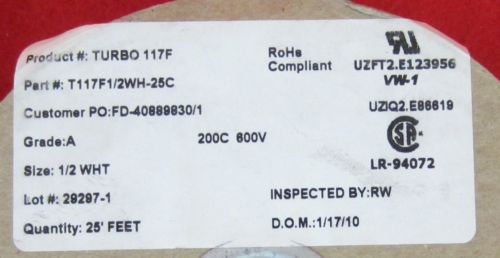 Product #: TURBO 117F
Part #: T117F1/2WH-25C
Customer PO:FD-40889830/1
Grade:A
200C 600V
Size: 1/2 WHT
Lot #: 29297-1
Quantity: 25' FEET
RoHs
Compliant
RU
UZFT2.E123956
VW-1
UZIQ2.E86619
CSA
LR-94072
INSPECTED BY:RW
D.O.M.:1/17/10